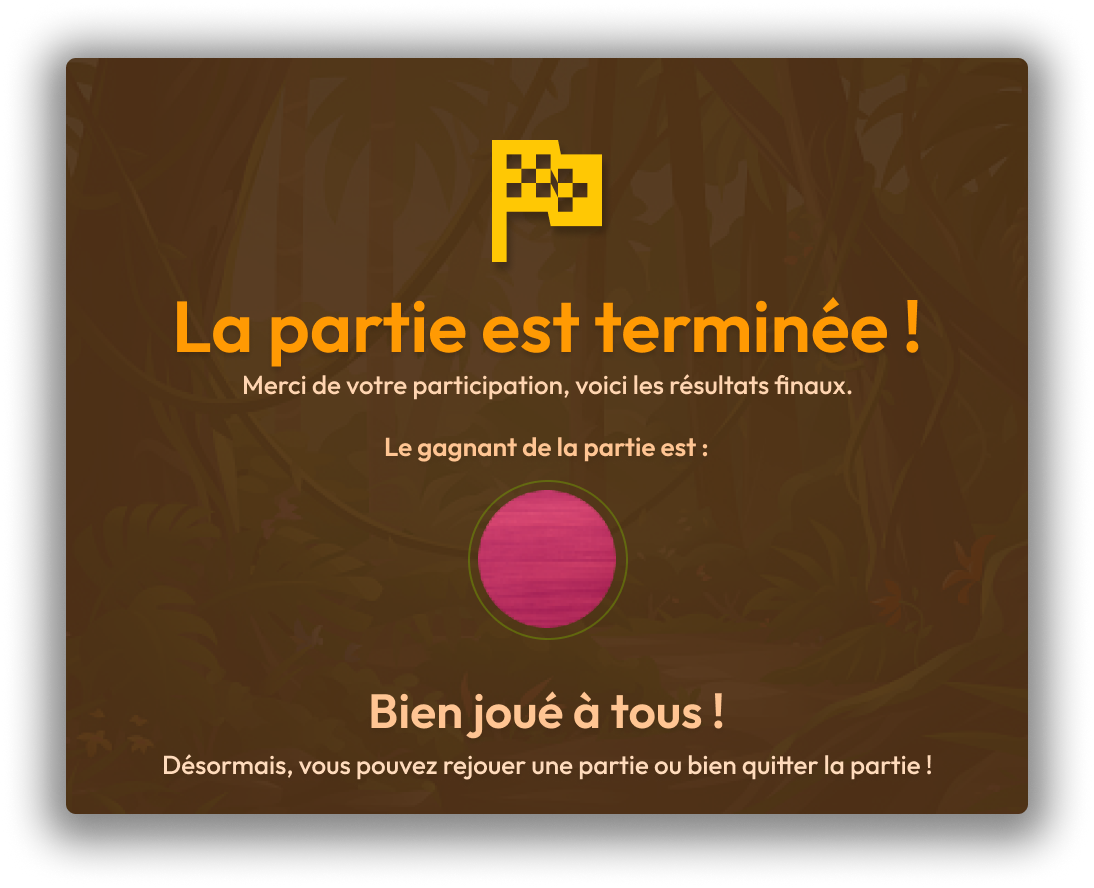 La partie est terminée !
Merci de votre participation, voici les résultats finaux.
Le gagnant de la partie est :
Bien joué à tous !
Désormais, vous pouvez rejouer une partie ou bien quitter la partie !